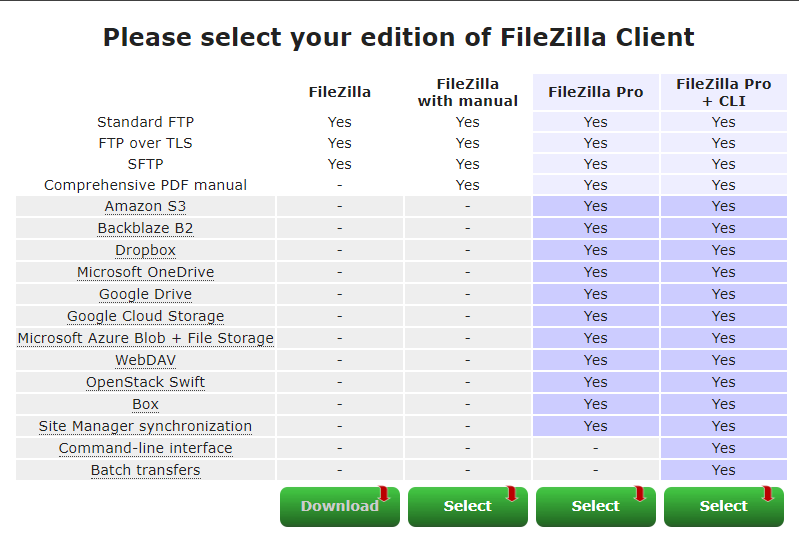 Please select your edition of FileZilla Client
FileZilla FileZilla with manual FileZilla Pro FileZilla Pro + CLI
Standard FTP Yes Yes Yes Yes
FTP over TLS Yes Yes Yes Yes
SFTP Yes Yes Yes Yes
Comprehensive PDF manual - Yes Yes Yes
Amazon S3 - - Yes Yes
Backblaze B2 - - Yes Yes
Dropbox - - Yes Yes
Microsoft OneDrive - - Yes Yes
Google Drive - - Yes Yes
Google Cloud Storage - - Yes Yes
Microsoft Azure Blob + File Storage - - Yes Yes
WebDAV - - Yes Yes
OpenStack Swift - - Yes Yes
Box - - Yes Yes
Site Manager synchronization - - Yes Yes
Command-line interface - - - Yes
Batch transfers - - - Yes
Download Select Select Select